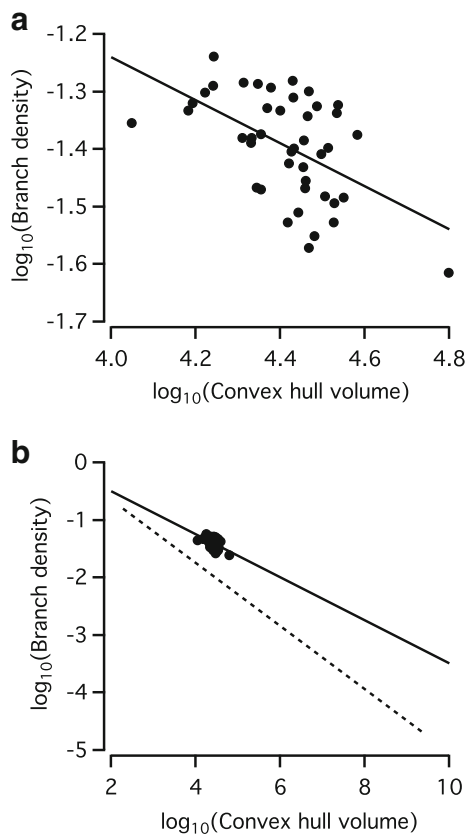 a
-1.2
-1.3
-1.4
-1.5
-1.6
-1.7
log10(Branch density)
4.0 4.2 4.4 4.6 4.8
log10(Convex hull volume)
b
0
-1
-2
-3
-4
-5
log10(Branch density)
2 4 6 8 10
log10(Convex hull volume)